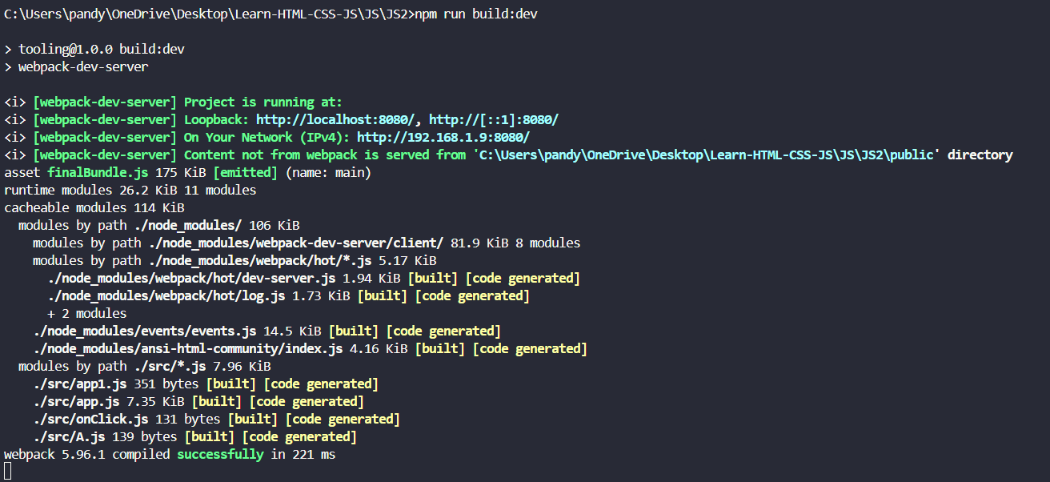 C:\Users\pandy\OneDrive\Desktop\Learn-HTML-CSS-JS\JS\JS2>npm run build:dev
> tooling@1.0.0 build:dev
> webpack-dev-server
<i> [webpack-dev-server] Project is running at:
<i> [webpack-dev-server] Loopback: http://localhost:8080/, http://[::1]:8080/
<i> [webpack-dev-server] On Your Network (IPv4): http://192.168.1.9:8080/
<i> [webpack-dev-server] Content not from webpack is served from 'C:\Users\pandy\OneDrive\Desktop\Learn-HTML-CSS-JS\JS\JS2\public' directory
asset finalBundle.js 175 KiB [emitted] (name: main)
runtime modules 26.2 KiB 11 modules
cacheable modules 114 KiB
  modules by path ./node_modules/ 106 KiB
    modules by path ./node_modules/webpack-dev-server/client/ 81.9 KiB 8 modules
    modules by path ./node_modules/webpack/hot/*.js 5.17 KiB
      ./node_modules/webpack/hot/dev-server.js 1.94 KiB [built] [code generated]
      ./node_modules/webpack/hot/log.js 1.73 KiB [built] [code generated]
      + 2 modules
    ./node_modules/events/events.js 14.5 KiB [built] [code generated]
    ./node_modules/ansi-html-community/index.js 4.16 KiB [built] [code generated]
  modules by path ./src/*.js 7.96 KiB
    ./src/app1.js 351 bytes [built] [code generated]
    ./src/app.js 7.35 KiB [built] [code generated]
    ./src/onClick.js 131 bytes [built] [code generated]
    ./src/A.js 139 bytes [built] [code generated]
webpack 5.96.1 compiled successfully in 221 ms